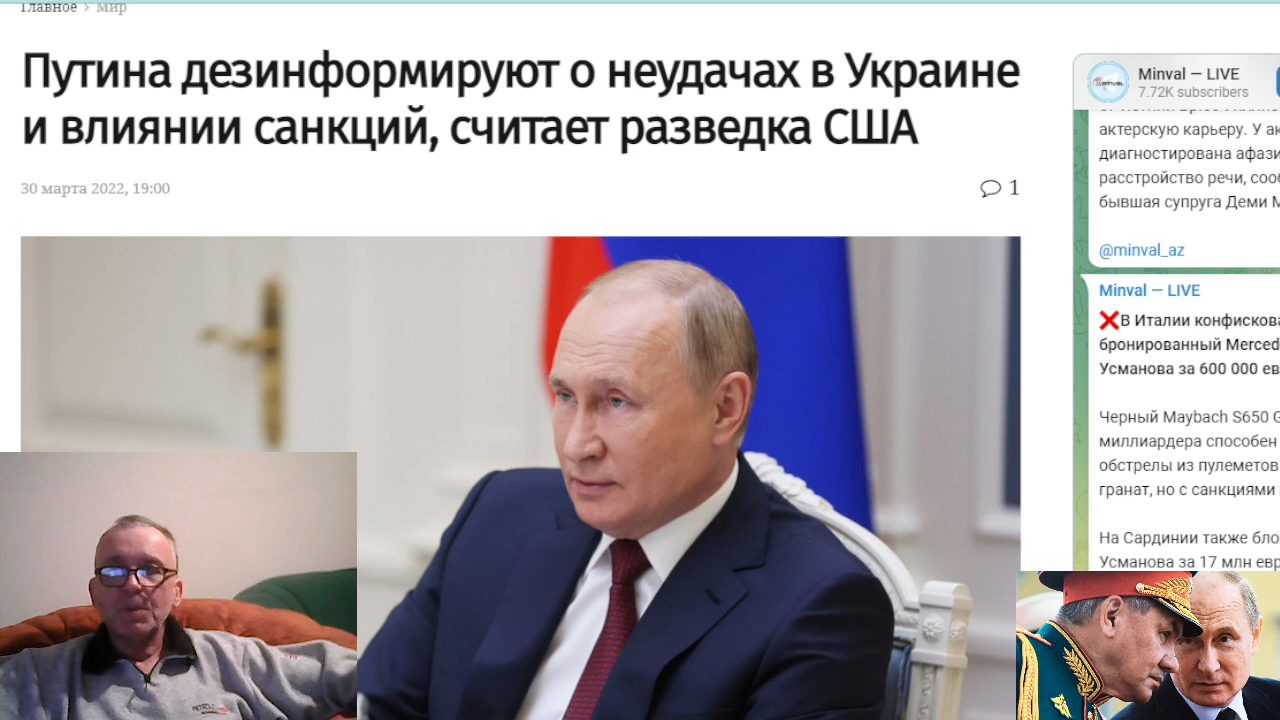 Главное > Мир
Путина дезинформируют о неудачах в Украине
и влиянии санкций, считает разведка США
30 марта 2022, 19:00
1
Minval — LIVE
7.72K subscribers
актерскую карьеру. У ак
диагностирована афази
расстройство речи, сооб
бывшая супруга Деми М
@minval_az
Minval — LIVE
❌В Италии конфискова
бронированный Merced
Усманова за 600 000 ев
Черный Maybach S650 G
миллиардера способен
обстрелы из пулеметов
гранат, но с санкциями
На Сардинии также бло
Усманова за 17 млн евр